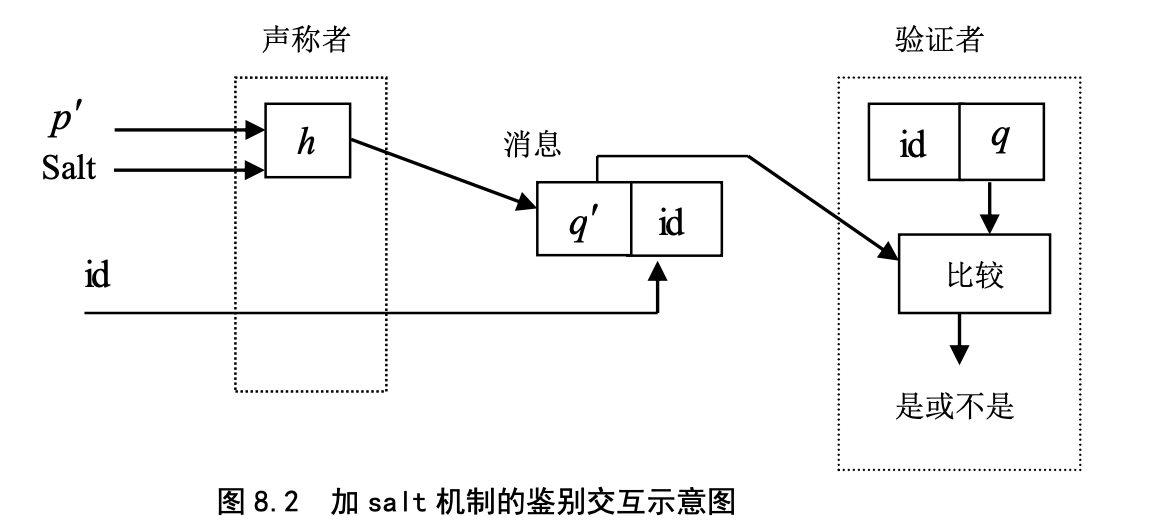 声称者
验证者
p′
Salt
h
消息
id q
q′ id
id
比较
是或不是
图 8.2 加 salt 机制的鉴别交互示意图